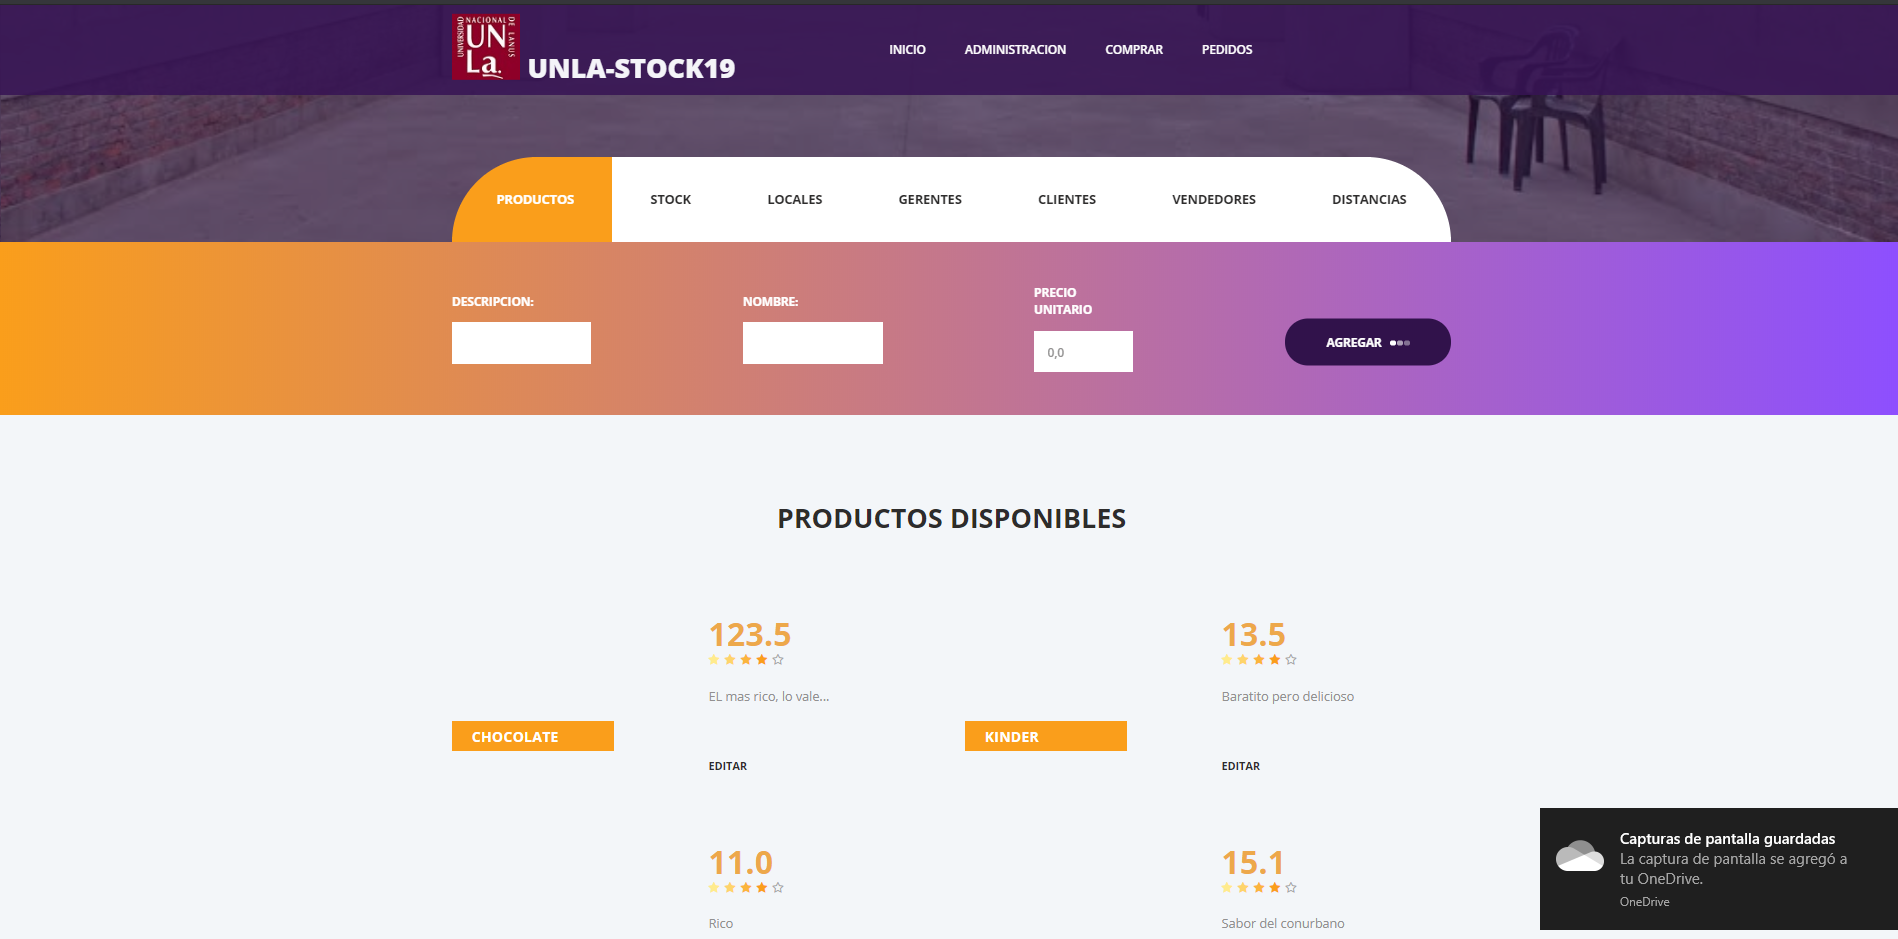 UNIVERSIDAD
NACIONAL
DE LANUS
UN
La.
UNLA-STOCK19
INICIO
ADMINISTRACION
COMPRAR
PEDIDOS
PRODUCTOS
STOCK
LOCALES
GERENTES
CLIENTES
VENDEDORES
DISTANCIAS
DESCRIPCION:
NOMBRE:
PRECIO
UNITARIO
0,0
AGREGAR
PRODUCTOS DISPONIBLES
123.5
EL mas rico, lo vale...
CHOCOLATE
EDITAR
13.5
Baratito pero delicioso
KINDER
EDITAR
11.0
Rico
15.1
Sabor del conurbano
Capturas de pantalla guardadas
La captura de pantalla se agregó a
tu OneDrive.
OneDrive